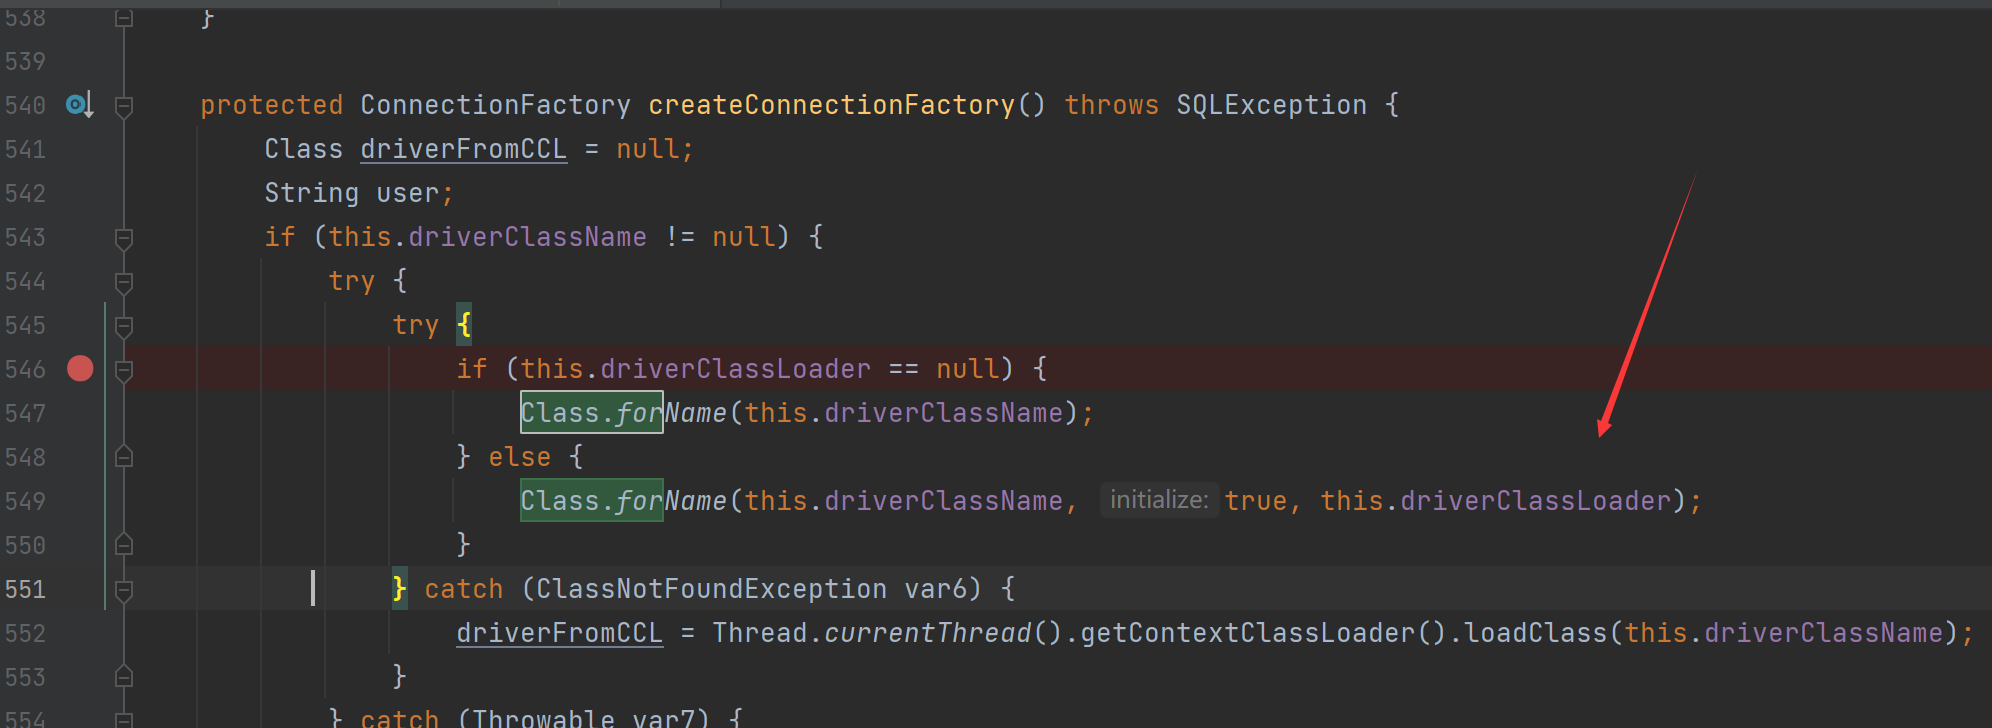 538 }
539
540 protected ConnectionFactory createConnectionFactory() throws SQLException {
541 Class driverFromCCL = null;
542 String user;
543 if (this.driverClassName != null) {
544 try {
545 try {
546 if (this.driverClassLoader == null) {
547 Class.forName(this.driverClassName);
548 } else {
549 Class.forName(this.driverClassName, initialize: true, this.driverClassLoader);
550 }
551 } catch (ClassNotFoundException var6) {
552 driverFromCCL = Thread.currentThread().getContextClassLoader().loadClass(this.driverClassName);
553 }
554 } catch (Throwable var7) {